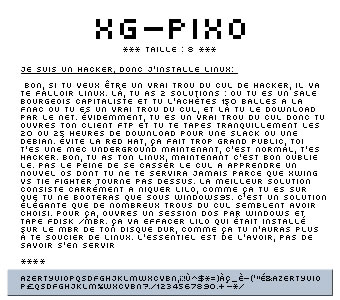 XG-PIXO
*** TAILLE : 8 ***
JE SUIS UN HACKER, DONC J'INSTALLE LINUX:
BON, SI TU VEUX ÊTRE UN VRAI TROU DU CUL DE HACKER, IL VA
TE FALLOIR LINUX. LÀ, TU AS 2 SOLUTIONS : OU TU ES UN SALE
BOURGEOIS CAPITALISTE ET TU L'ACHÈTES 150 BALLES A LA
FNAC OU TU ES UN VRAI TROU DU CUL, ET LÀ TU LE DOWNLOAD
PAR LE NET. ÉVIDEMMENT, TU ES UN VRAI TROU DU CUL DONC TU
OUVRES TON CLIENT FTP ET TU TE TAPES TRANQUILLEMENT LES
20 OU 25 HEURES DE DOWNLOAD POUR UNE SLACK OU UNE
DEBIAN. ÉVITE LA RED HAT, ÇA FAIT TROP GRAND PUBLIC, TOI
T'ES UNE MEC UNDERGROUND MAINTENANT, C'EST NORMAL, T'ES
HACKER. BON, TU AS TON LINUX, MAINTENANT C'EST BON OUBLIE
LE. PAS LE PEINE DE SE CASSER LE CUL A APPRENDRE UN
NOUVEL OS DONT TU NE TE SERVIRA JAMAIS PARCE QUE XWING
VS TIE FIGHTER TOURNE PAS DESSUS. LA MEILLEUR SOLUTION
CONSISTE CARRÉMENT A NIQUER LILO, COMME ÇA TU ES SUR
QUE TU NE BOOTERAS QUE SOUS WINDOUSSS. C'EST UN SOLUTION
ÉLÉGANTE QUE DE NOMBREUX TROUS DU CUL SEMBLENT AVOIR
CHOISI. POUR ÇA, OUVRES UN SESSION DOS PAR WINDOWS ET
TAPE FDISK /MBR. ÇA VA EFFACER LILO QUI ÉTAIT INSTALLÉ
SUR LE MBR DE TON DISQUE DUR, COMME ÇA TU N'AURAS PLUS
À TE SOUCIER DE LINUX. L'ESSENTIEL EST DE L'AVOIR, PAS DE
SAVOIR S'EN SERVIR
****